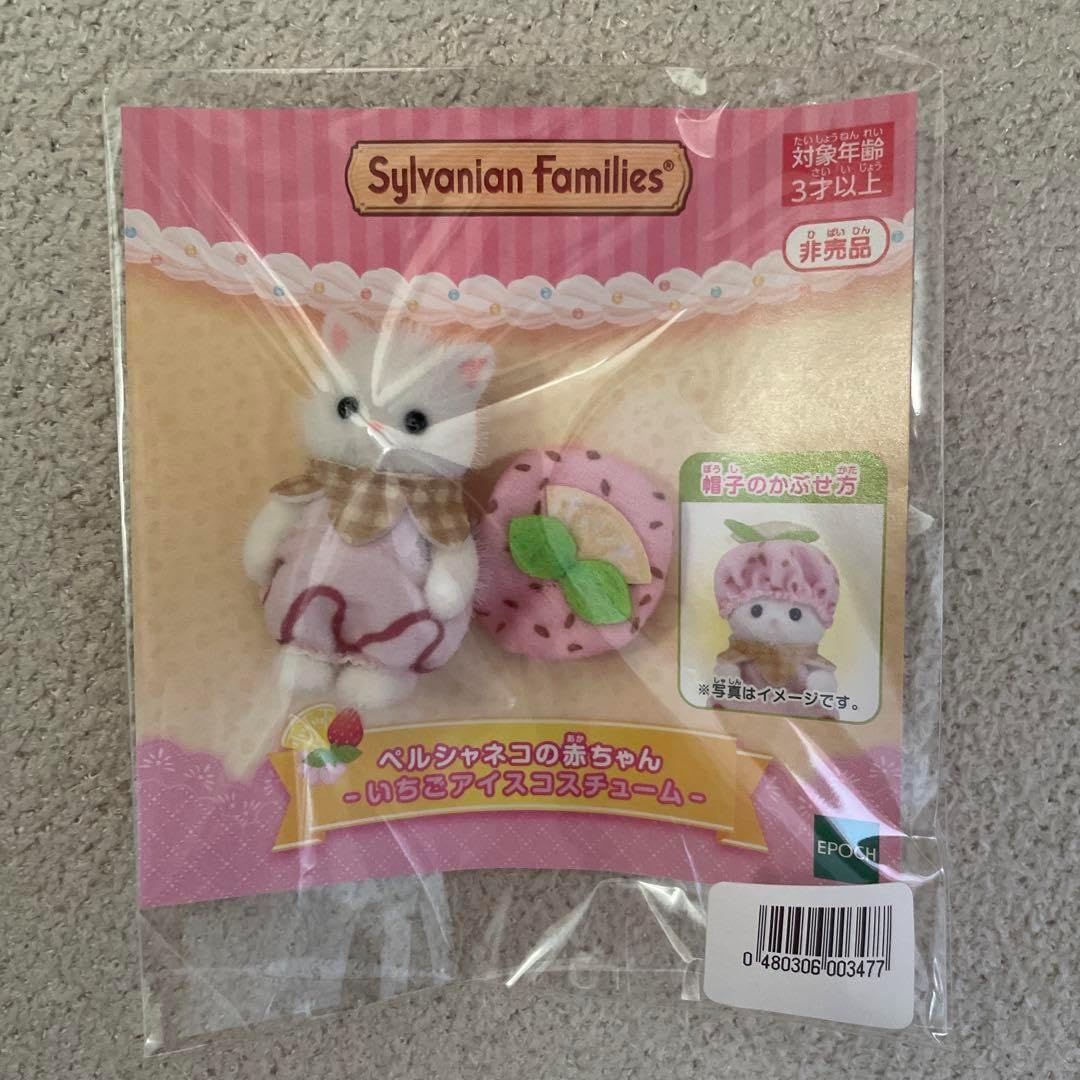 Sylvanian Families®
たいしょうねんれい
対象年齢
さいいじょう
3才以上
ひばいひん
非売品
ぼうし かた
帽子のかぶせ方
しゃしん
※写真はイメージです。
あか
ペルシャネコの赤ちゃん
-いちごアイスコスチューム-
EPOCH
0 480306 003477